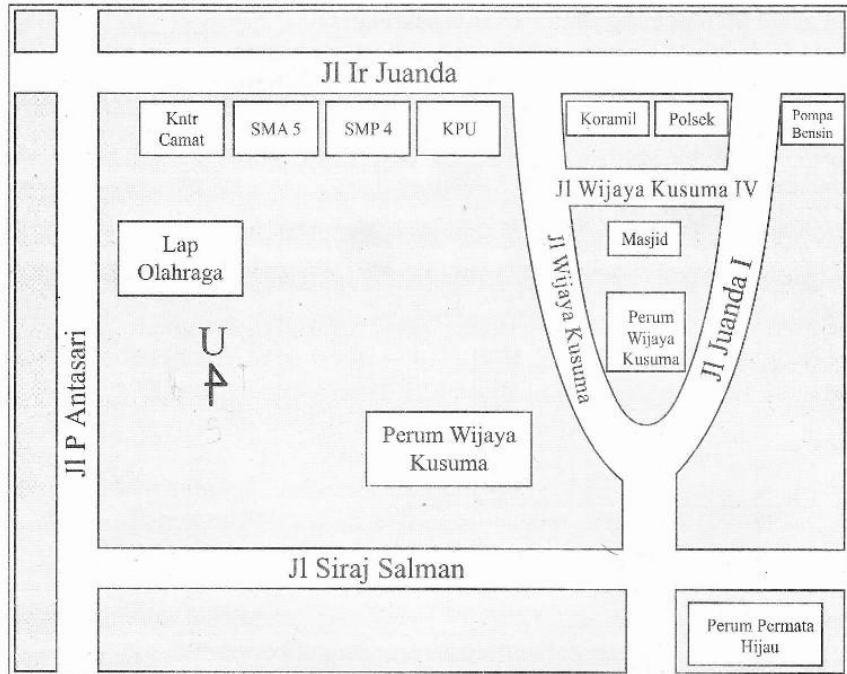 Jl Ir Juanda
Kntr
Camat
SMA 5
SMP 4
KPU
Koramil
Polsek
Pompa
Bensin
Jl Wijaya Kusuma IV
Lap
Olahraga
Masjid
Jl Wijaya Kusuma
Perum
Wijaya
Kusuma
Jl Juanda I
U
Jl P Antasari
Perum Wijaya
Kusuma
Jl Siraj Salman
Perum Permata
Hijau